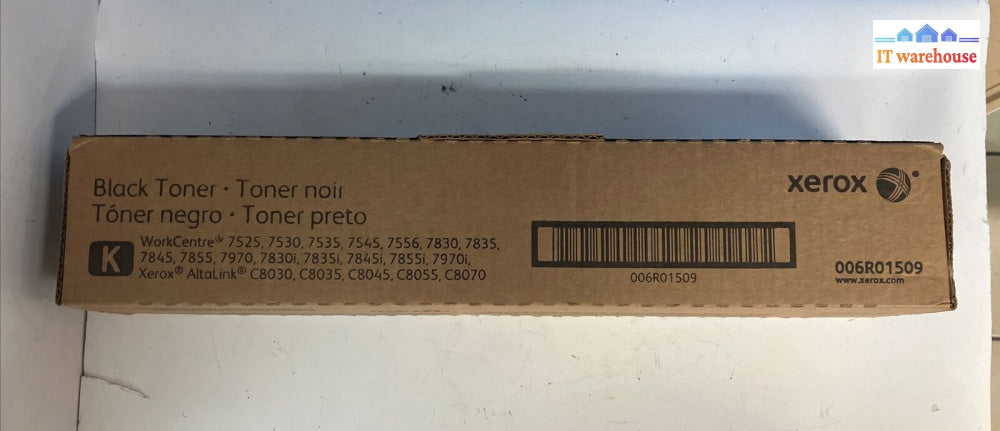 IT warehouse
Black Toner · Toner noir
Tóner negro · Toner preto
K
WorkCentre® 7525, 7530, 7535, 7545, 7556, 7830, 7835,
7845, 7855, 7970, 7830i, 7835i, 7845i, 7855i, 7970i,
Xerox® AltaLink® C8030, C8035, C8045, C8055, C8070
006R01509
xerox®
006R01509
www.xerox.com